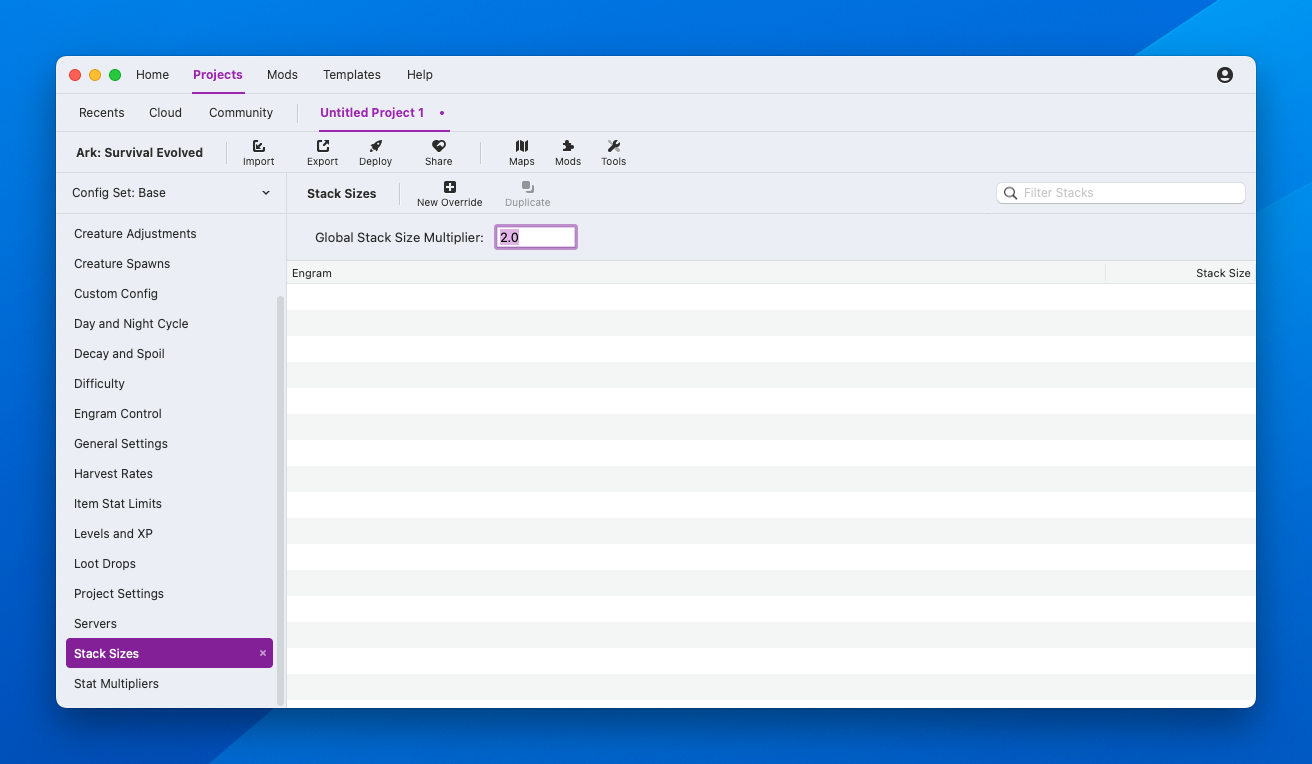 Home Projects Mods Templates Help
Recents Cloud Community Untitled Project 1 •
Ark: Survival Evolved Import Export Deploy Share Maps Mods Tools
Config Set: Base
Stack Sizes New Override Duplicate Filter Stacks
Global Stack Size Multiplier: 2.0
Engram Stack Size
Creature Adjustments
Creature Spawns
Custom Config
Day and Night Cycle
Decay and Spoil
Difficulty
Engram Control
General Settings
Harvest Rates
Item Stat Limits
Levels and XP
Loot Drops
Project Settings
Servers
Stack Sizes ×
Stat Multipliers